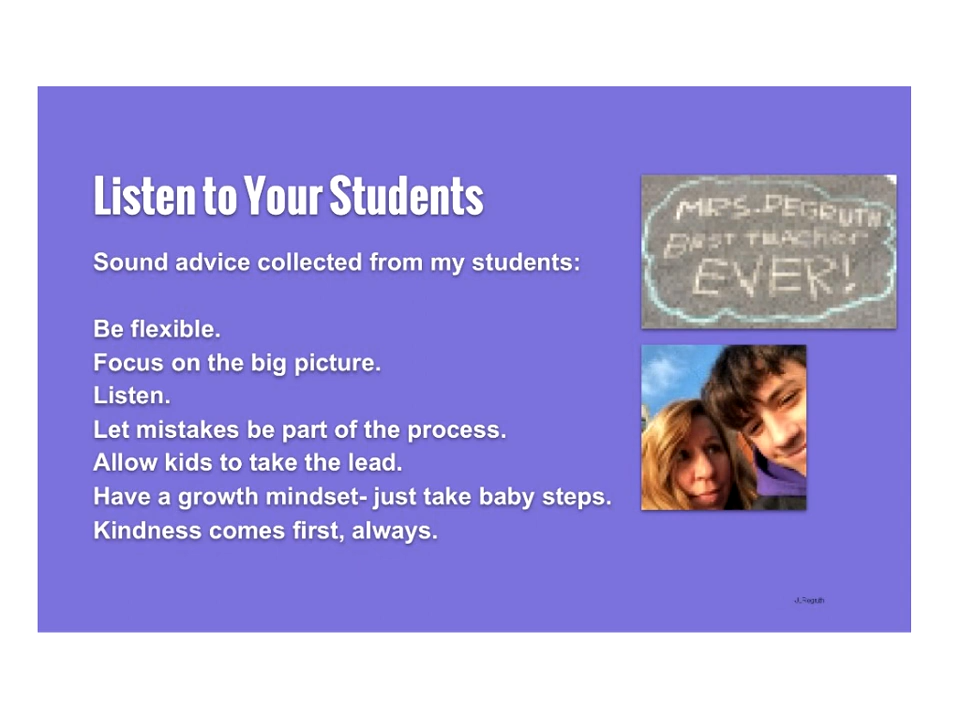 Listen to Your Students
Sound advice collected from my students:
Be flexible.
Focus on the big picture.
Listen.
Let mistakes be part of the process.
Allow kids to take the lead.
Have a growth mindset- just take baby steps.
Kindness comes first, always.
MRS. REGRUTH
BEST TEACHER
EVER!
JLRegruth